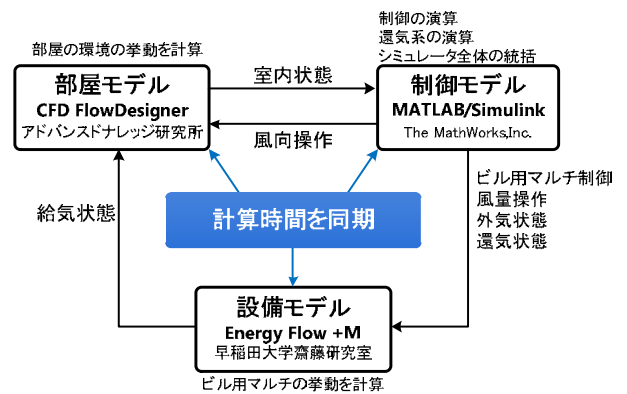 制御の演算
還気系の演算
シミュレータ全体の統括
部屋の環境の挙動を計算
部屋モデル
CFD FlowDesigner
アドバンスドナレッジ研究所
室内状態
風向操作
制御モデル
MATLAB/Simulink
The MathWorks,Inc.
給気状態
計算時間を同期
ビル用マルチ制御
風量操作
外気状態
還気状態
設備モデル
Energy Flow +M
早稲田大学齋藤研究室
ビル用マルチの挙動を計算